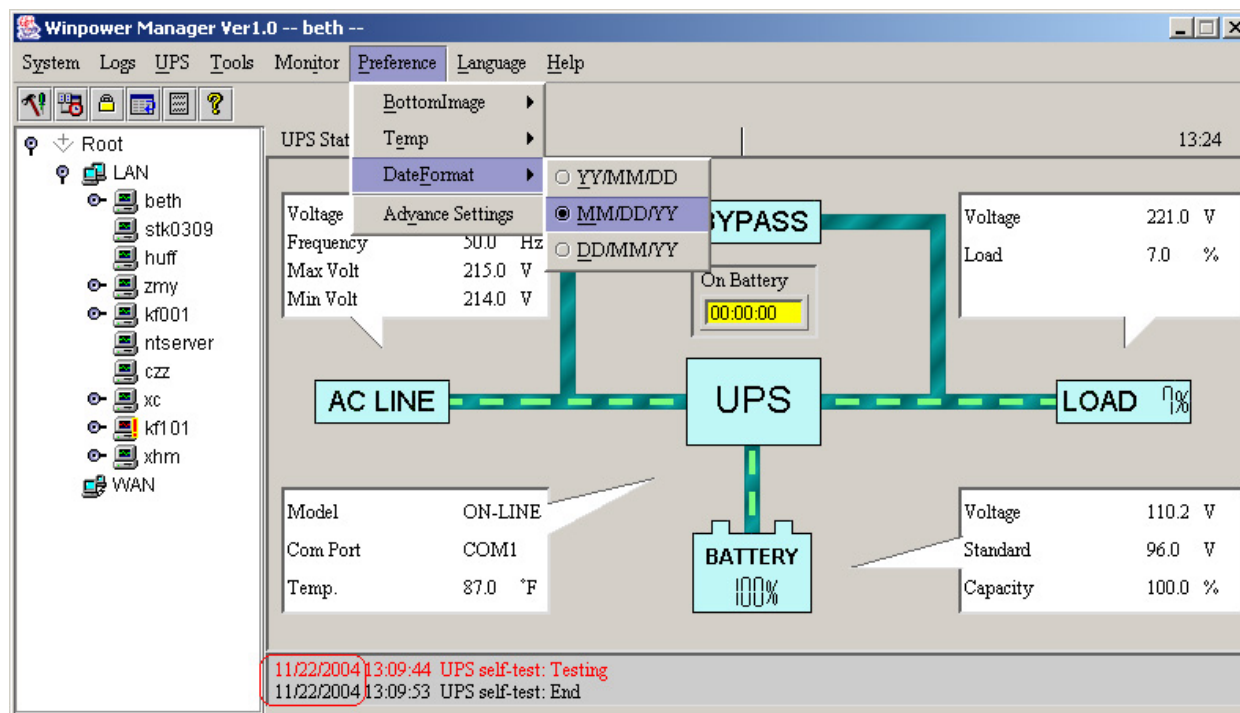 Winpower Manager Ver1.0 -- beth --
System Logs UPS Tools Monitor Preference Language Help
BottomImage
Temp
DateFormat
Advance Settings
YY/MM/DD
MM/DD/YY
DD/MM/YY
UPS Stat
13:24
Root
LAN
beth
stk0309
huff
zmy
kf001
ntserver
czz
xc
kf101
xhm
WAN
Voltage
Frequency 50.0 Hz
Max Volt 215.0 V
Min Volt 214.0 V
BYPASS
On Battery
00:00:00
Voltage 221.0 V
Load 7.0 %
AC LINE
UPS
LOAD 7%
Model ON-LINE
Com Port COM1
Temp. 87.0 °F
BATTERY
100%
Voltage 110.2 V
Standard 96.0 V
Capacity 100.0 %
11/22/2004 13:09:44 UPS self-test: Testing
11/22/2004 13:09:53 UPS self-test: End